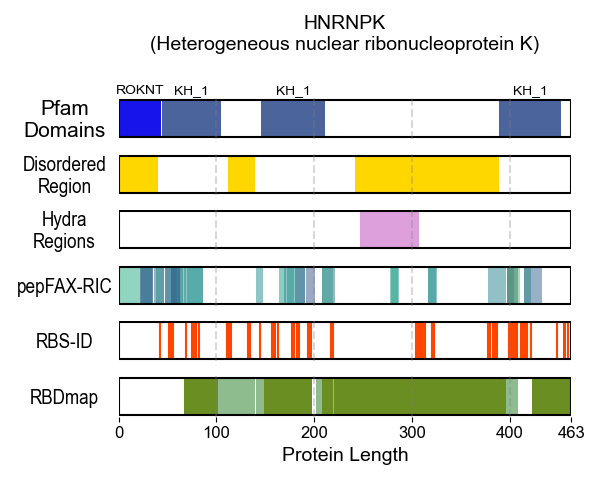 HNRNPK
(Heterogeneous nuclear ribonucleoprotein K)
ROKNT KH_1 KH_1 KH_1
Pfam
Domains
Disordered
Region
Hydra
Regions
pepFAX-RIC
RBS-ID
RBDmap
0 100 200 300 400 463
Protein Length